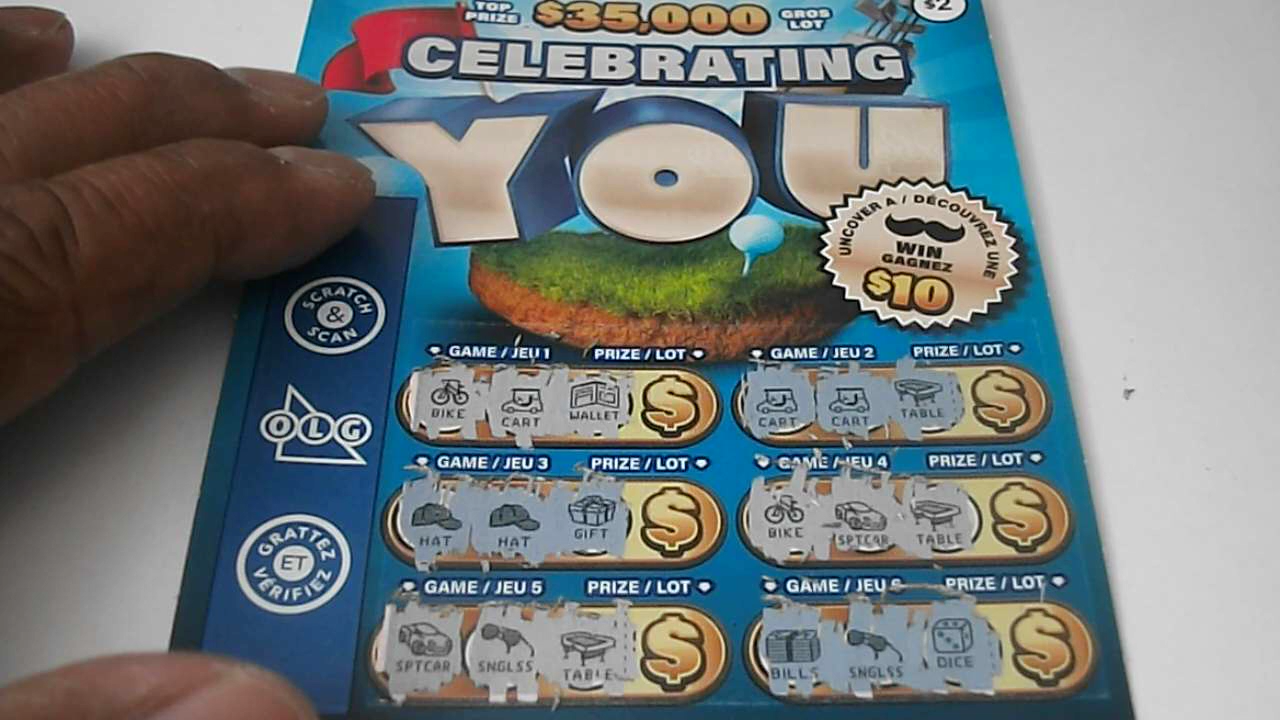 TOP PRIZE $35,000 GROS LOT
$2
CELEBRATING
YOU
UNCOVER A / DÉCOUVREZ UNE
WIN
GAGNEZ
$10
SCRATCH & SCAN
OLG
GRATTEZ ET VÉRIFIEZ
GAME / JEU 1 PRIZE / LOT
BIKE CART WALLET $
GAME / JEU 2 PRIZE / LOT
CART CART TABLE $
GAME / JEU 3 PRIZE / LOT
HAT HAT GIFT $
GAME / JEU 4 PRIZE / LOT
BIKE SPTCAR TABLE $
GAME / JEU 5 PRIZE / LOT
SPTCAR SNGLSS TABLE $
GAME / JEU 6 PRIZE / LOT
BILLS SNGLSS DICE $